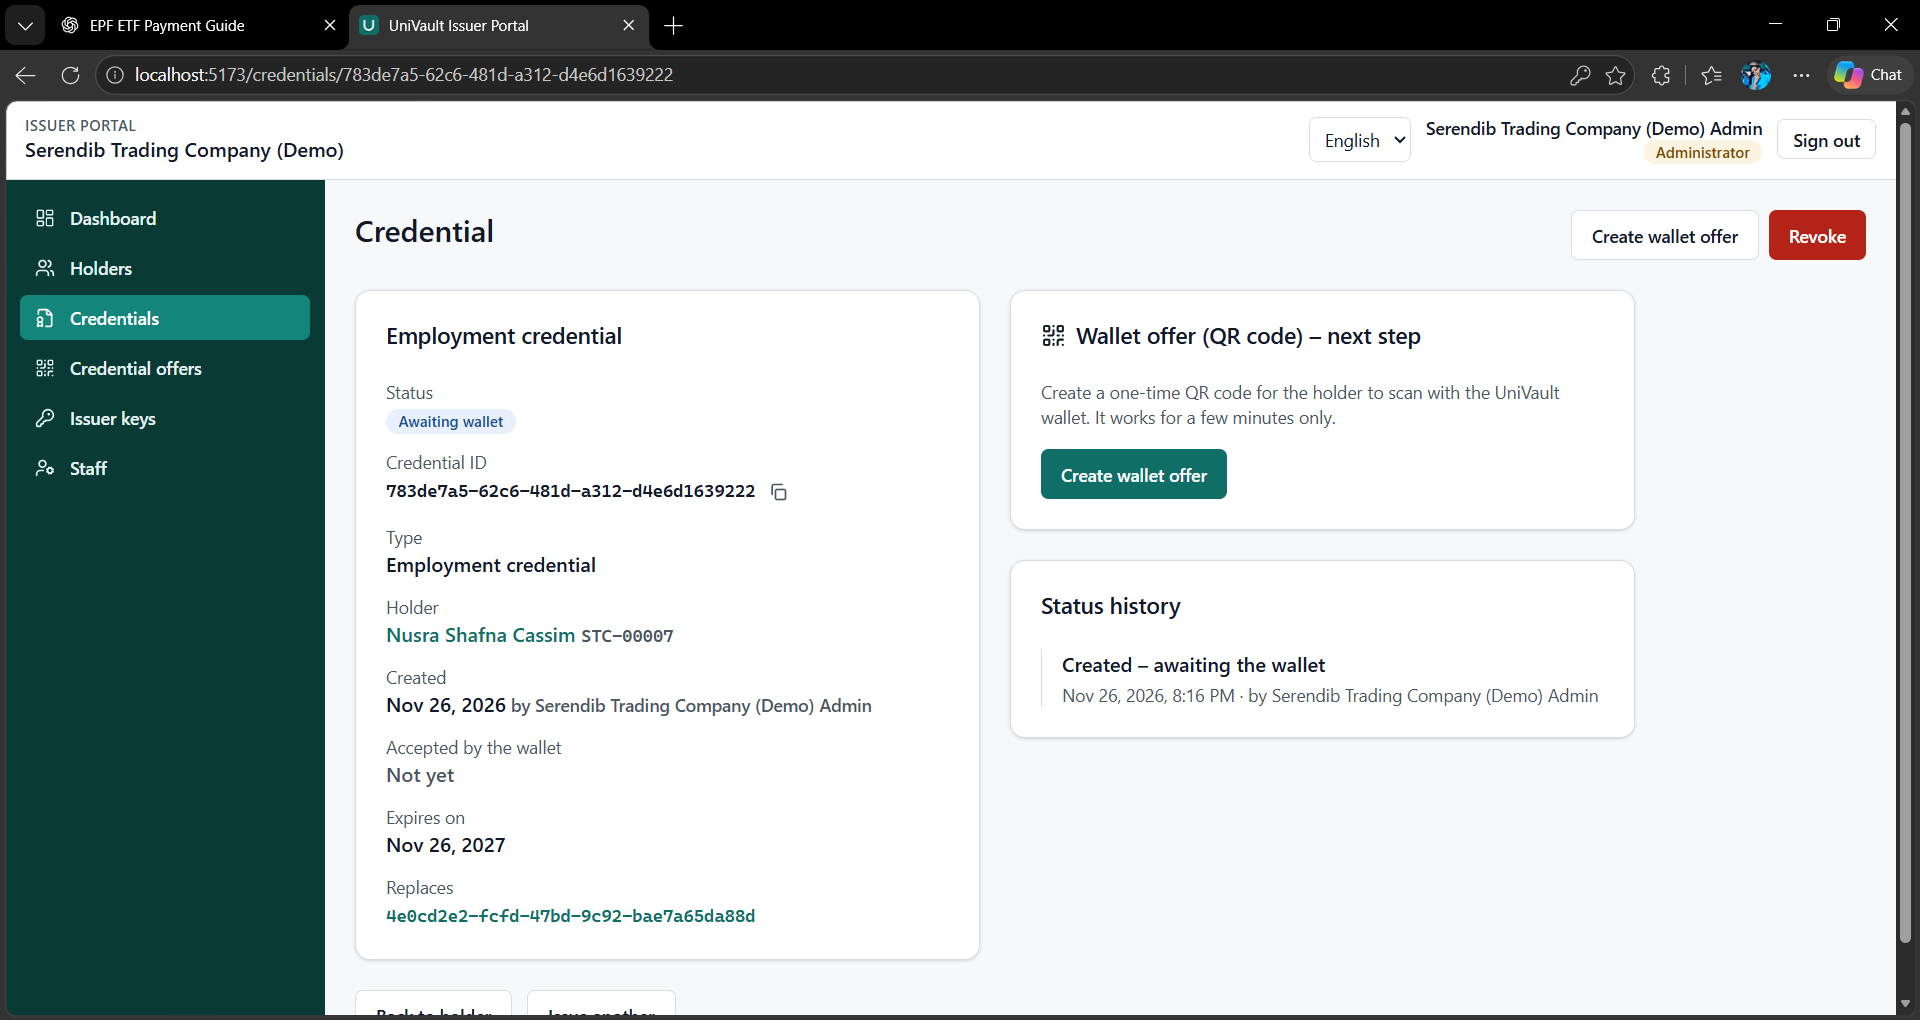 EPF ETF Payment Guide
UniVault Issuer Portal
localhost:5173/credentials/783de7a5-62c6-481d-a312-d4e6d1639222
Chat
ISSUER PORTAL
Serendib Trading Company (Demo)
English
Serendib Trading Company (Demo) Admin
Administrator
Sign out
Dashboard
Holders
Credentials
Credential offers
Issuer keys
Staff
Credential
Create wallet offer
Revoke
Employment credential
Status
Awaiting wallet
Credential ID
783de7a5-62c6-481d-a312-d4e6d1639222
Type
Employment credential
Holder
Nusra Shafna Cassim STC-00007
Created
Nov 26, 2026 by Serendib Trading Company (Demo) Admin
Accepted by the wallet
Not yet
Expires on
Nov 26, 2027
Replaces
4e0cd2e2-fcfd-47bd-9c92-bae7a65da88d
Wallet offer (QR code) – next step
Create a one-time QR code for the holder to scan with the UniVault
wallet. It works for a few minutes only.
Create wallet offer
Status history
Created – awaiting the wallet
Nov 26, 2026, 8:16 PM · by Serendib Trading Company (Demo) Admin
Back to holder
Issue another